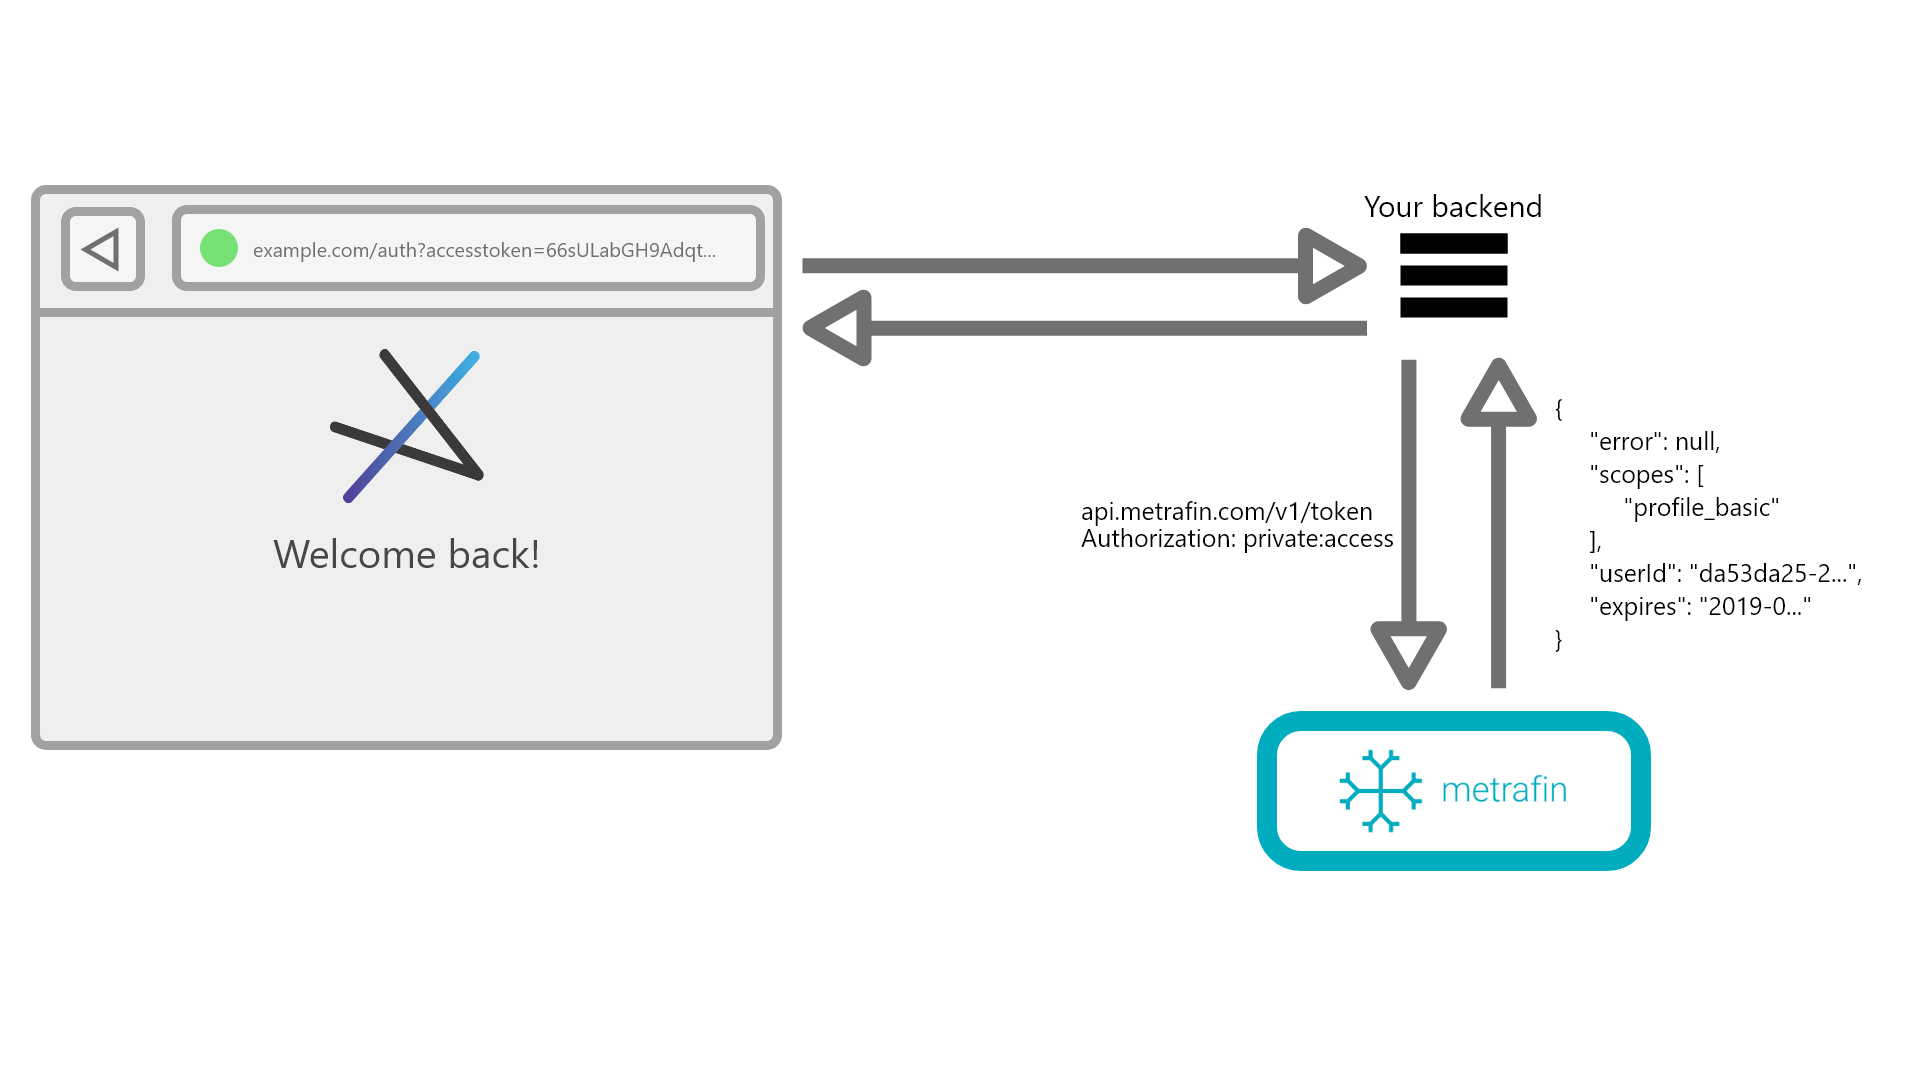 example.com/auth?accesstoken=66sULabGH9Adqt...
Welcome back!
Your backend
api.metrafin.com/v1/token
Authorization: private:access
{
"error": null,
"scopes": [
"profile_basic"
],
"userId": "da53da25-2...",
"expires": "2019-0..."
}
metrafin